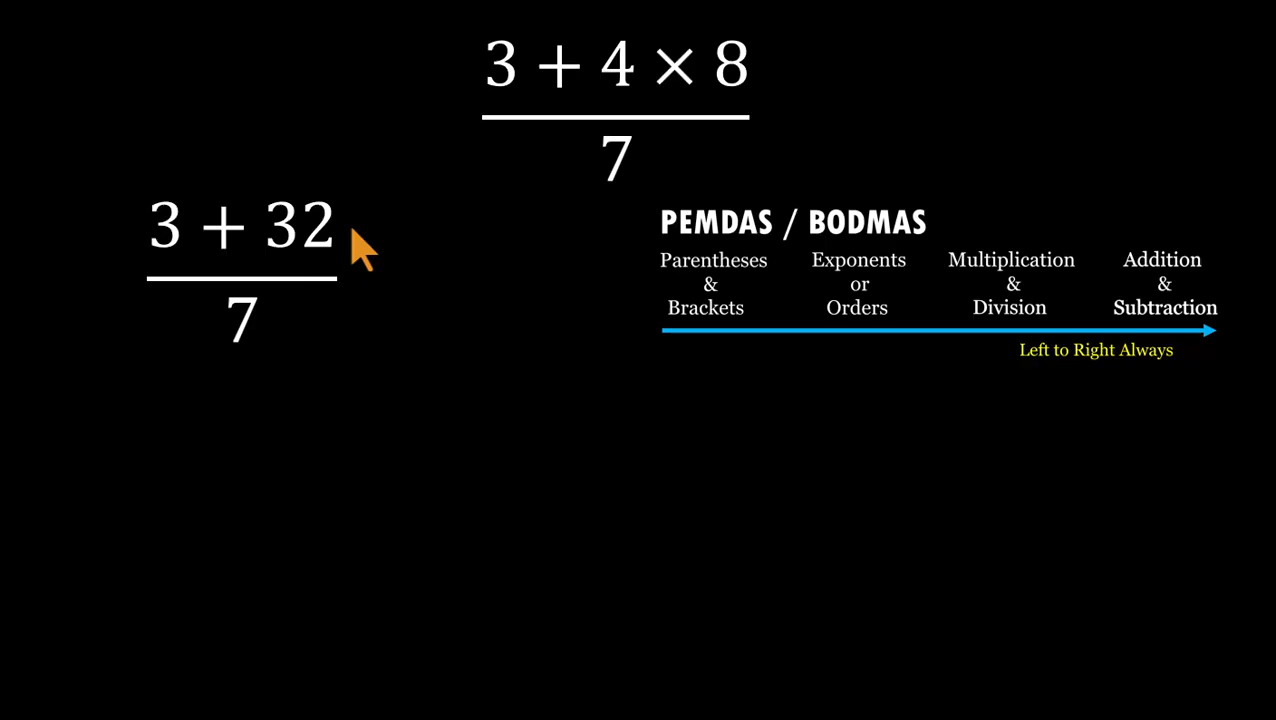 3 + 4 × 8
7
3 + 32
7
PEMDAS / BODMAS
Parentheses & Brackets
Exponents or Orders
Multiplication & Division
Addition & Subtraction
Left to Right Always